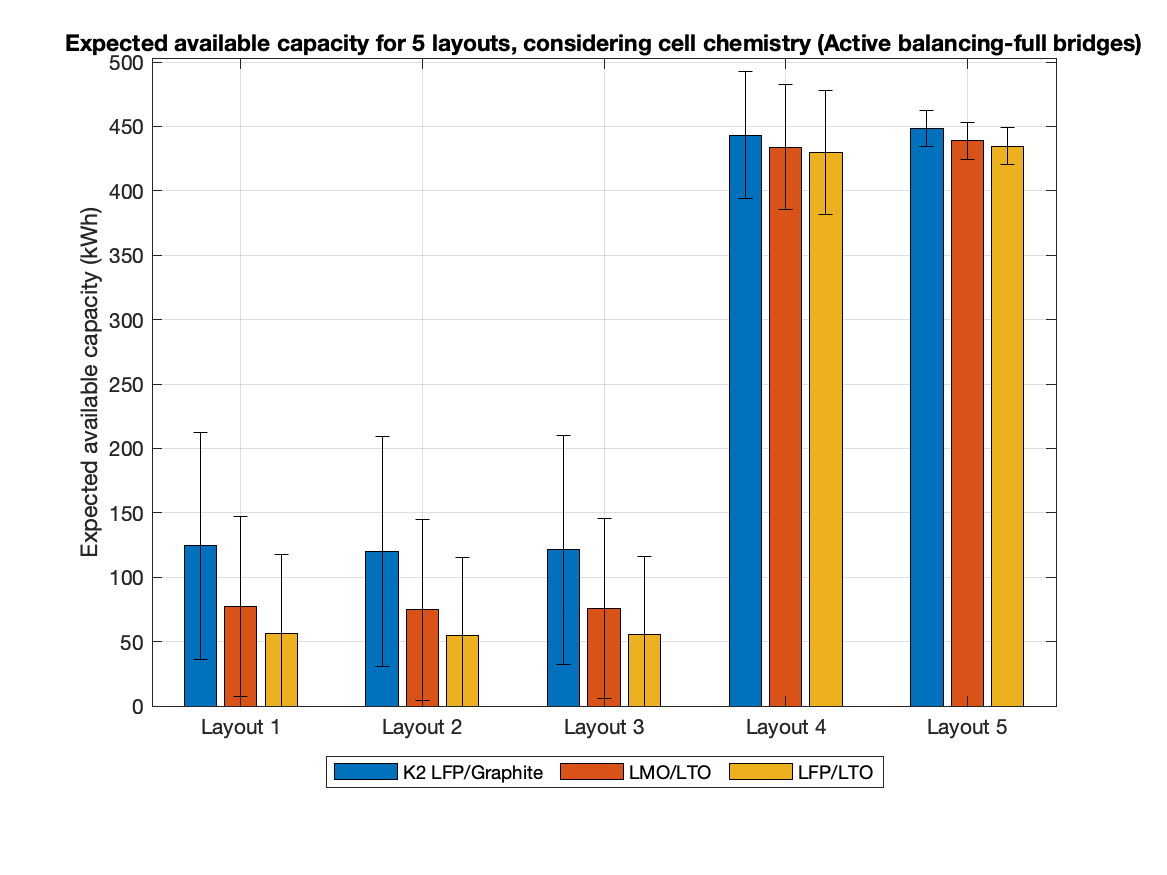 Expected available capacity for 5 layouts, considering cell chemistry (Active balancing-full bridges)
Expected available capacity (kWh)
500
450
400
350
300
250
200
150
100
50
0
Layout 1 Layout 2 Layout 3 Layout 4 Layout 5
K2 LFP/Graphite LMO/LTO LFP/LTO